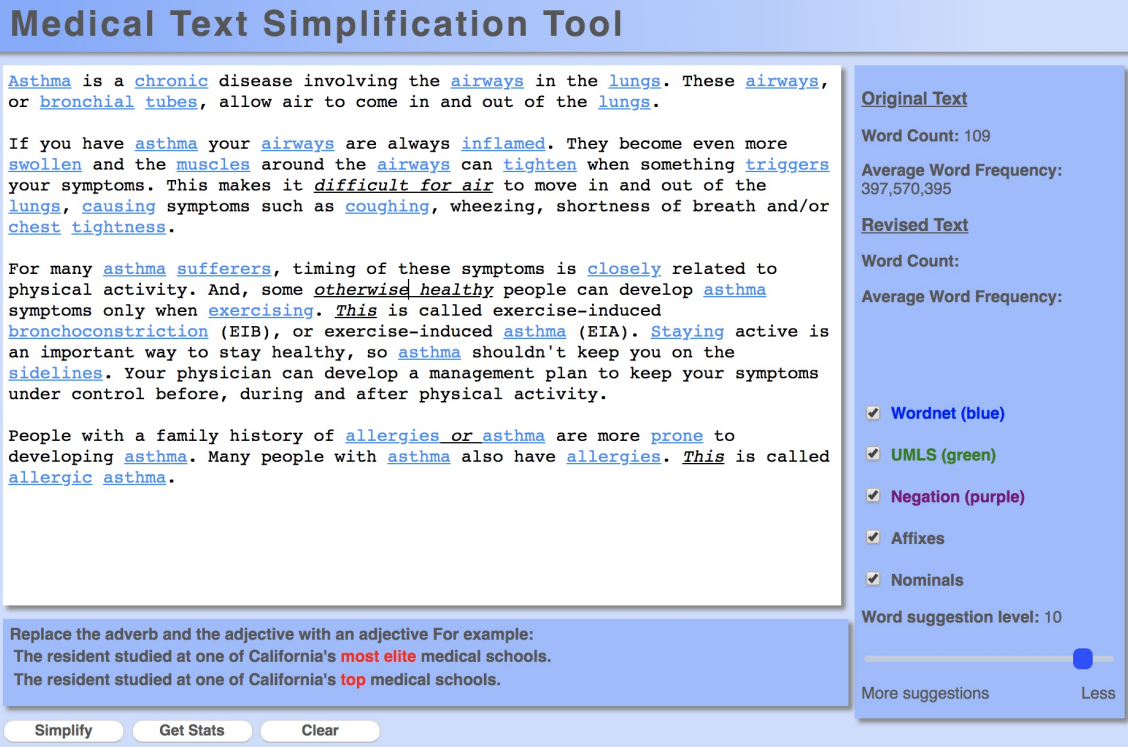 Medical Text Simplification Tool
Asthma is a chronic disease involving the airways in the lungs. These airways,
or bronchial tubes, allow air to come in and out of the lungs.
If you have asthma your airways are always inflamed. They become even more
swollen and the muscles around the airways can tighten when something triggers
your symptoms. This makes it difficult for air to move in and out of the
lungs, causing symptoms such as coughing, wheezing, shortness of breath and/or
chest tightness.
For many asthma sufferers, timing of these symptoms is closely related to
physical activity. And, some otherwise healthy people can develop asthma
symptoms only when exercising. This is called exercise-induced
bronchoconstriction (EIB), or exercise-induced asthma (EIA). Staying active is
an important way to stay healthy, so asthma shouldn't keep you on the
sidelines. Your physician can develop a management plan to keep your symptoms
under control before, during and after physical activity.
People with a family history of allergies or asthma are more prone to
developing asthma. Many people with asthma also have allergies. This is called
allergic asthma.
Original Text
Word Count: 109
Average Word Frequency:
397,570,395
Revised Text
Word Count:
Average Word Frequency:
Wordnet (blue)
UMLS (green)
Negation (purple)
Affixes
Nominals
Word suggestion level: 10
More suggestions Less
Replace the adverb and the adjective with an adjective For example:
The resident studied at one of California's most elite medical schools.
The resident studied at one of California's top medical schools.
Simplify Get Stats Clear